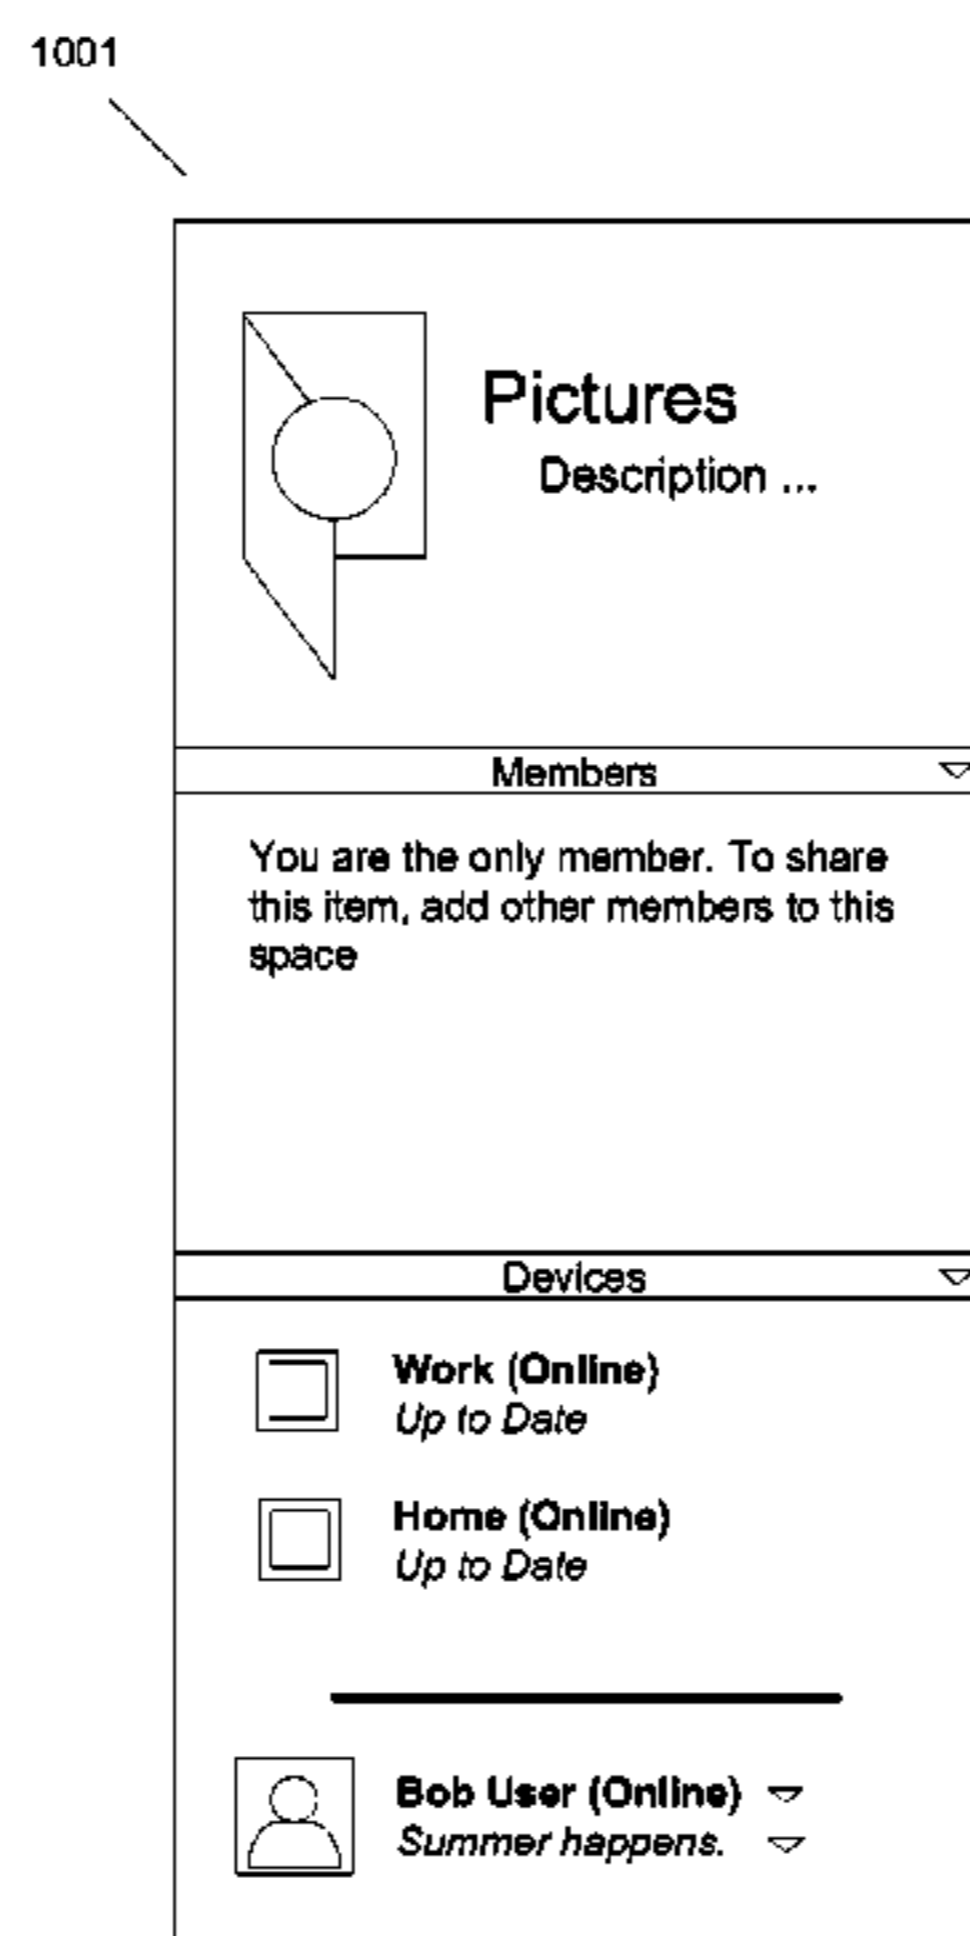 1001
Pictures
Description ...
Members
You are the only member. To share
this item, add other members to this
space
Devices
Work (Online)
Up to Date
Home (Online)
Up to Date
Bob User (Online)
Summer happens.